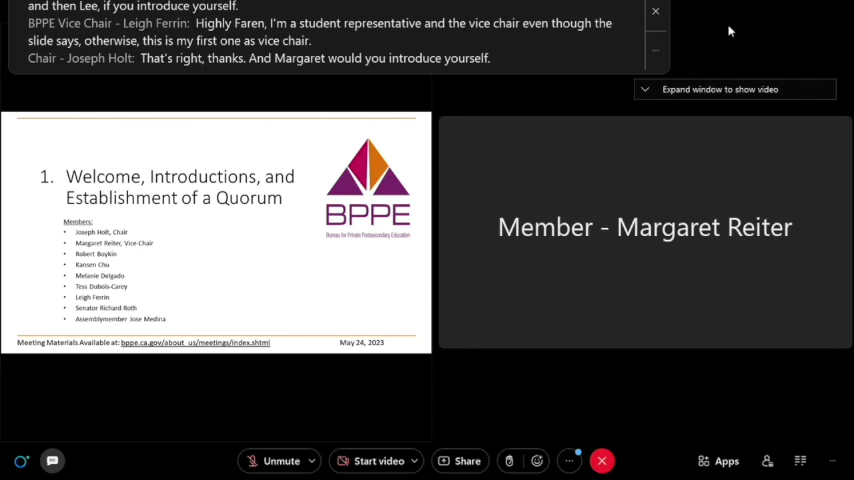 and then Lee, if you introduce yourself.
BPPE Vice Chair - Leigh Ferrin: Highly Faren, I'm a student representative and the vice chair even though the
slide says, otherwise, this is my first one as vice chair.
Chair - Joseph Holt: That's right, thanks. And Margaret would you introduce yourself.
Expand window to show video
1. Welcome, Introductions, and
Establishment of a Quorum
Members:
• Joseph Holt, Chair
• Margaret Reiter, Vice-Chair
• Robert Boykin
• Kansen Chu
• Melanie Delgado
• Tess Dubois-Carey
• Leigh Ferrin
• Senator Richard Roth
• Assemblymember Jose Medina
BPPE
Bureau for Private Postsecondary Education
Meeting Materials Available at: bppe.ca.gov/about_us/meetings/index.shtml
May 24, 2023
Member - Margaret Reiter
Unmute
Start video
Share
Apps